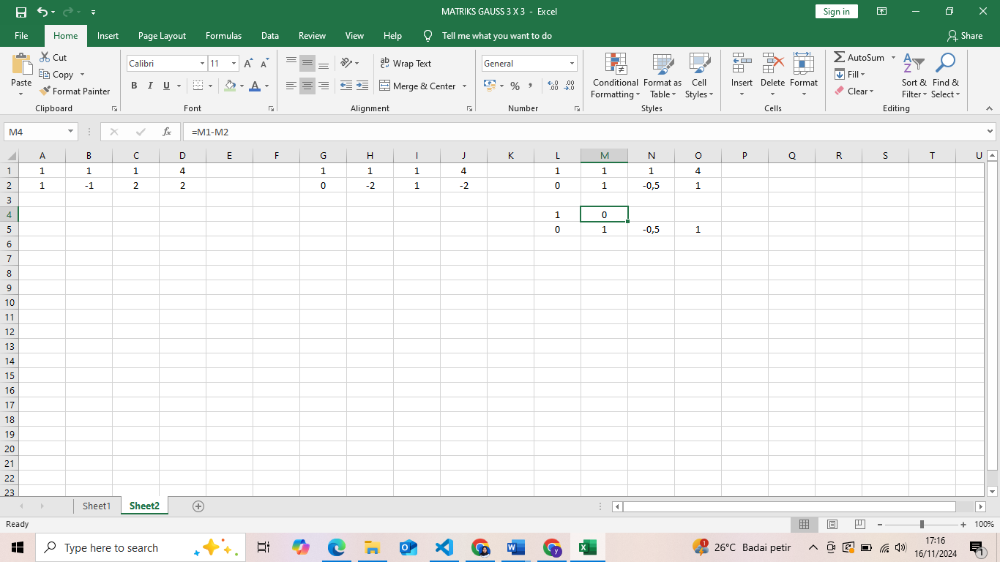 MATRIKS GAUSS 3 X 3 - Excel
Sign in
File Home Insert Page Layout Formulas Data Review View Help Tell me what you want to do Share
Paste
Cut
Copy
Format Painter
Clipboard
Calibri 11
B I U
Font
Wrap Text
Merge & Center
Alignment
General
% ,
Number
Conditional Formatting
Format as Table
Cell Styles
Styles
Insert Delete Format
Cells
AutoSum
Fill
Clear
Sort & Filter
Find & Select
Editing
M4 fx =M1-M2
A B C D E F G H I J K L M N O P Q R S T U
1 1 1 1 4 1 1 1 4 1 1 1 4
2 1 -1 2 2 0 -2 1 -2 0 1 -0,5 1
3
4 1 0
5 0 1 -0,5 1
6
7
8
9
10
11
12
13
14
15
16
17
18
19
20
21
22
23
Sheet1 Sheet2
Ready
100%
Type here to search
26°C Badai petir
17:16
16/11/2024
1